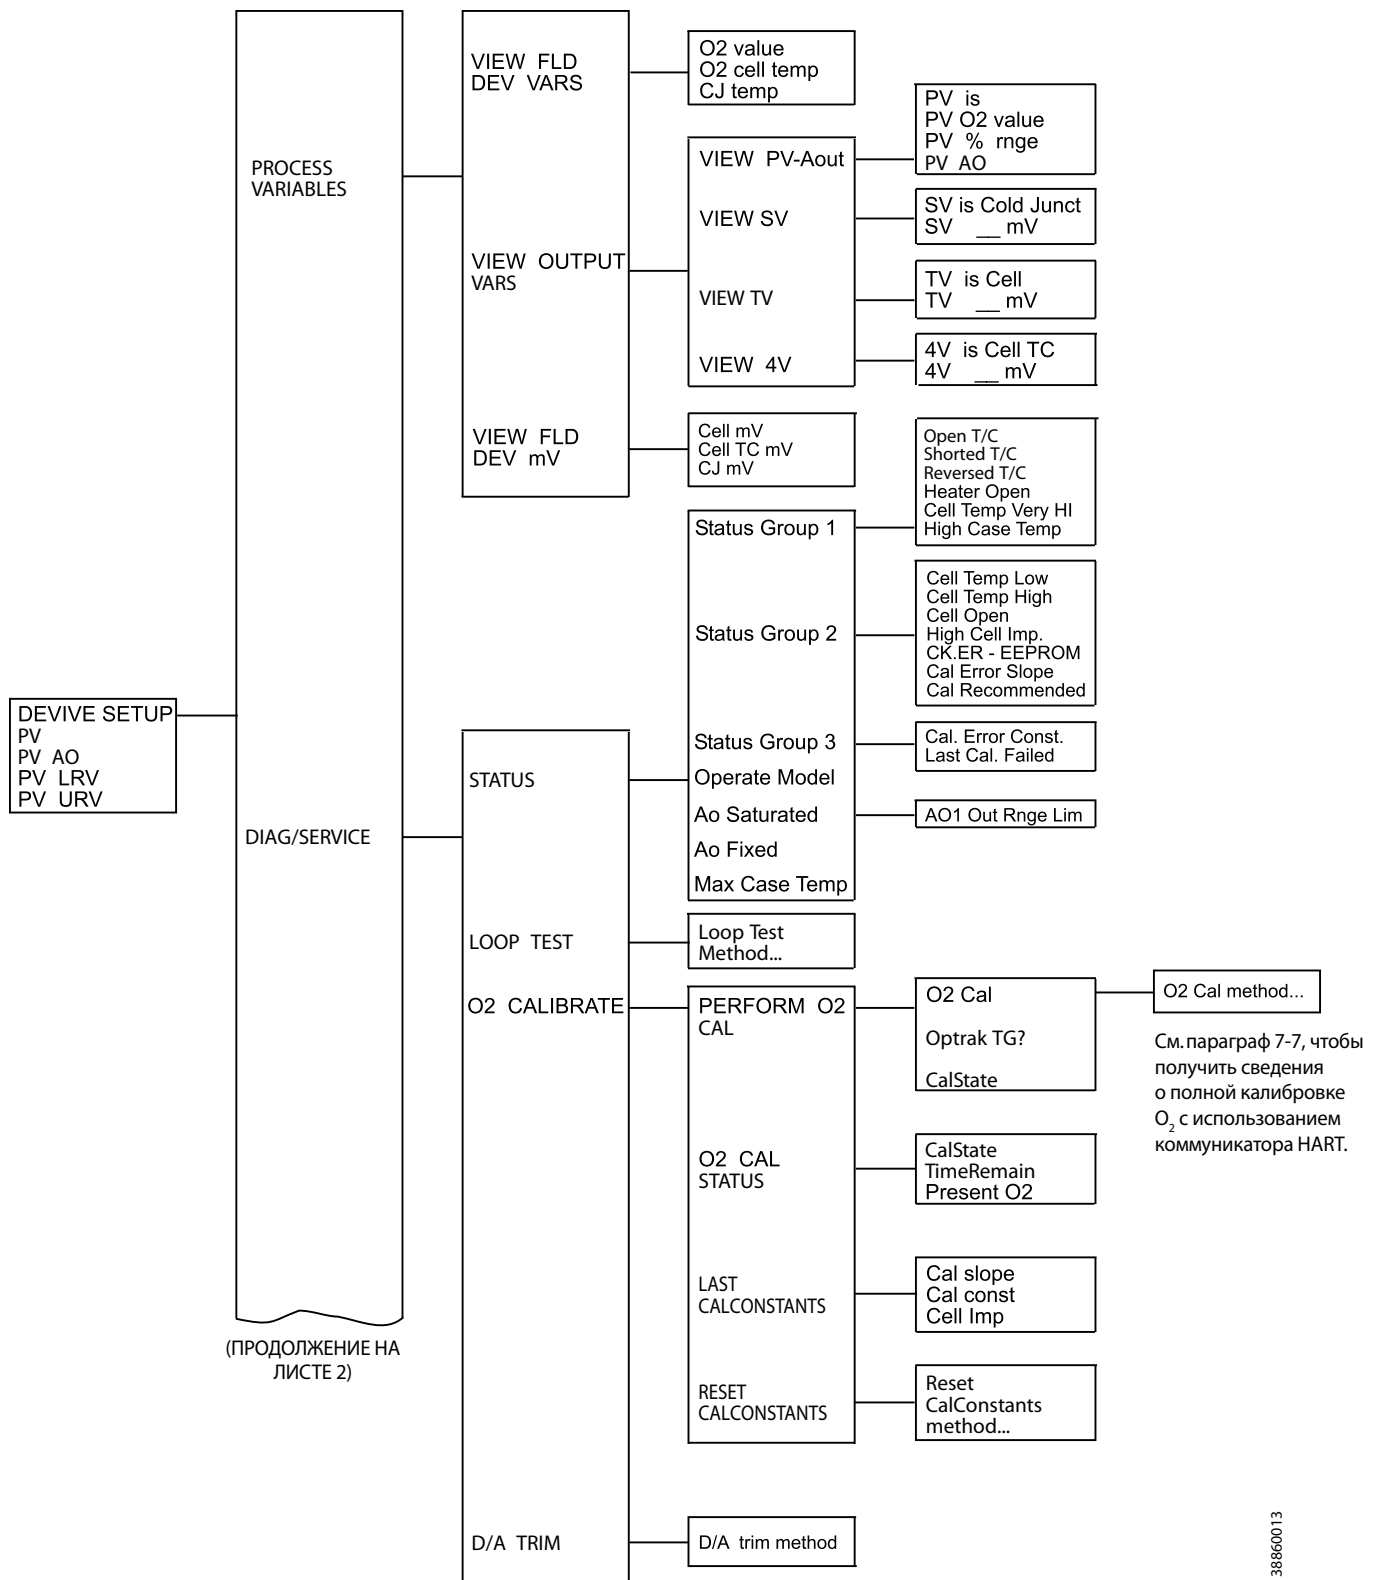 VIEW FLD
DEV VARS
O2 value
O2 cell temp
CJ temp
PROCESS
VARIABLES
VIEW OUTPUT
VARS
VIEW PV-Aout
PV is
PV O2 value
PV % rnge
PV AO
VIEW SV
SV is Cold Junct
SV __ mV
VIEW TV
TV is Cell
TV __ mV
VIEW 4V
4V is Cell TC
4V __ mV
VIEW FLD
DEV mV
Cell mV
Cell TC mV
CJ mV
DEVIVE SETUP
PV
PV AO
PV LRV
PV URV
DIAG/SERVICE
STATUS
Status Group 1
Open T/C
Shorted T/C
Reversed T/C
Heater Open
Cell Temp Very HI
High Case Temp
Status Group 2
Cell Temp Low
Cell Temp High
Cell Open
High Cell Imp.
CK.ER - EEPROM
Cal Error Slope
Cal Recommended
Status Group 3
Cal. Error Const.
Last Cal. Failed
Operate Model
Ao Saturated
AO1 Out Rnge Lim
Ao Fixed
Max Case Temp
LOOP TEST
Loop Test
Method...
O2 CALIBRATE
PERFORM O2
CAL
O2 Cal
Optrak TG?
CalState
O2 Cal method...
См. параграф 7-7, чтобы
получить сведения
о полной калибровке
O₂ с использованием
коммуникатора HART.
O2 CAL
STATUS
CalState
TimeRemain
Present O2
LAST
CALCONSTANTS
Cal slope
Cal const
Cell Imp
RESET
CALCONSTANTS
Reset
CalConstants
method...
D/A TRIM
D/A trim method
(ПРОДОЛЖЕНИЕ НА
ЛИСТЕ 2)
38860013